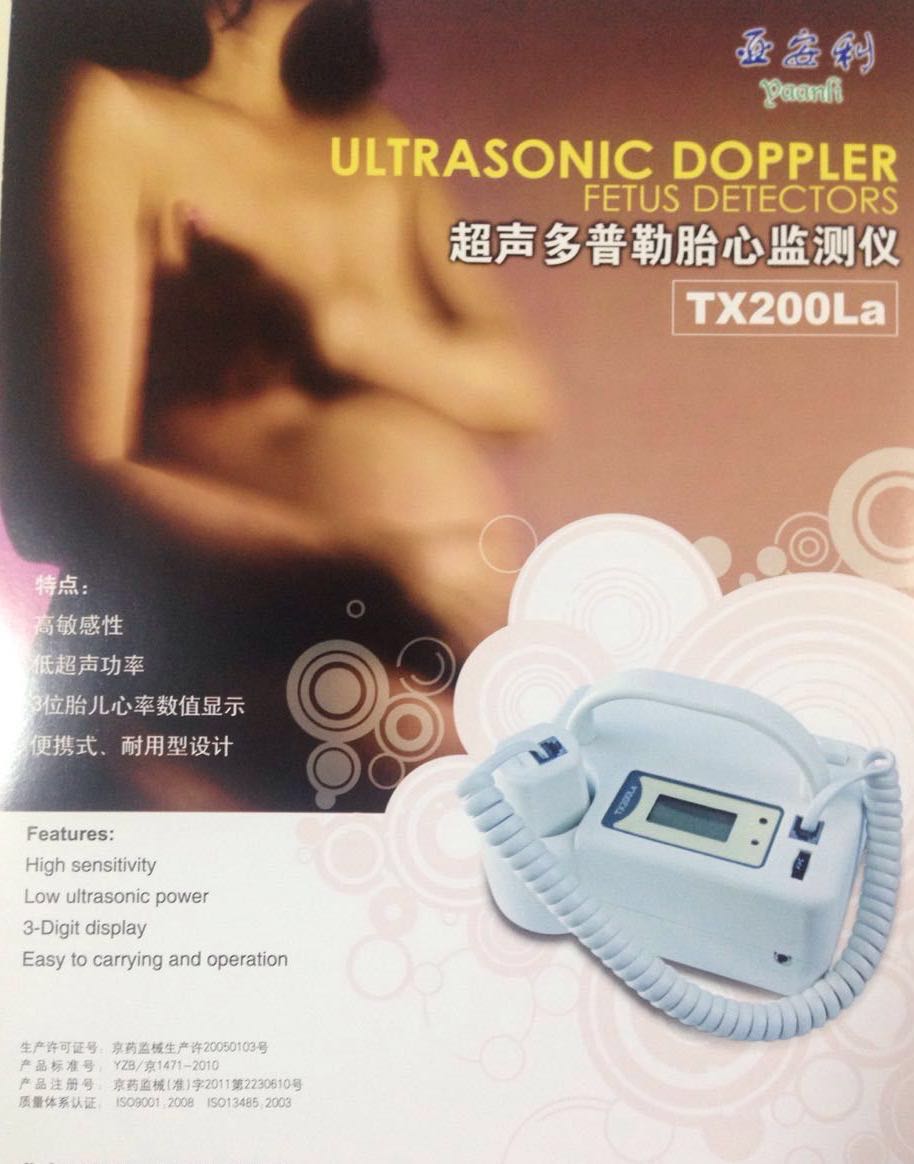 亚安利
yaanli
ULTRASONIC DOPPLER
FETUS DETECTORS
超声多普勒胎心监测仪
TX200La
特点:
高敏感性
低超声功率
3位胎儿心率数值显示
便携式、耐用型设计
TX200La
Features:
High sensitivity
Low ultrasonic power
3-Digit display
Easy to carrying and operation
生产许可证号: 京药监械生产许20050103号
产品标准号: YZB/京1471-2010
产品注册号: 京药监械(准)字2011第2230610号
质量体系认证: ISO9001:2008 ISO13485:2003